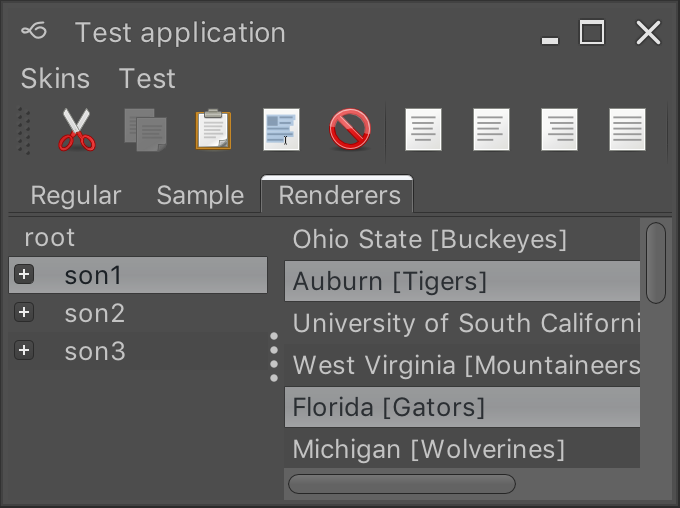 Test application
Skins Test
Regular Sample Renderers
root
son1
son2
son3
Ohio State [Buckeyes]
Auburn [Tigers]
University of South Californi
West Virginia [Mountaineers
Florida [Gators]
Michigan [Wolverines]